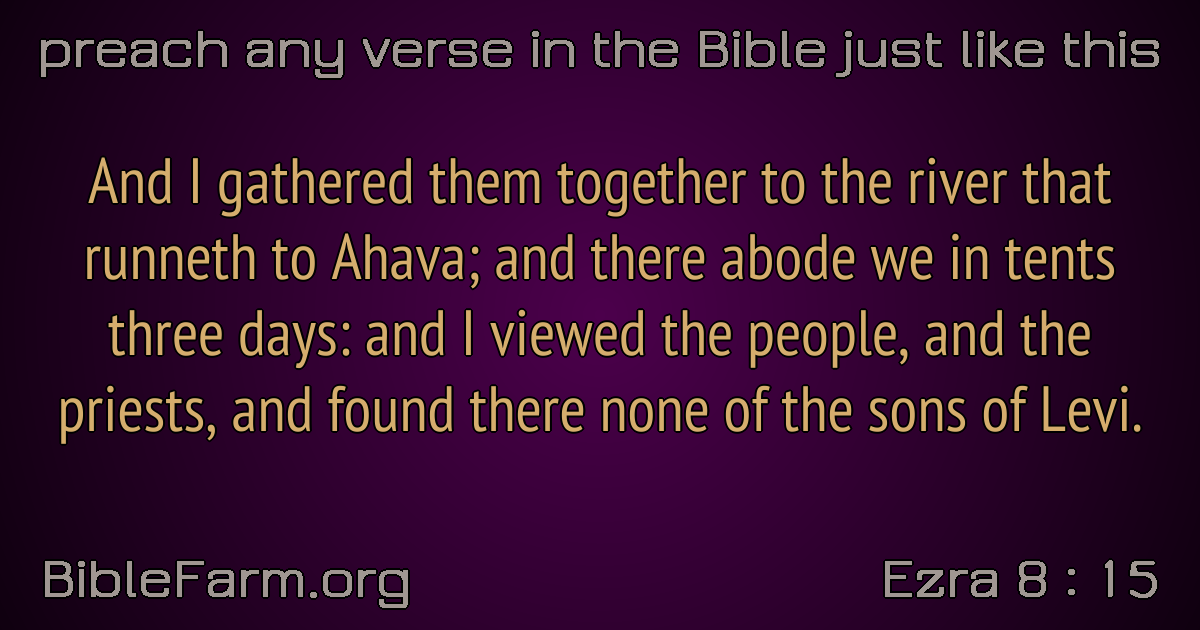 preach any verse in the Bible just like this
And I gathered them together to the river that
runneth to Ahava; and there abode we in tents
three days: and I viewed the people, and the
priests, and found there none of the sons of Levi.
BibleFarm.org
Ezra 8 : 15